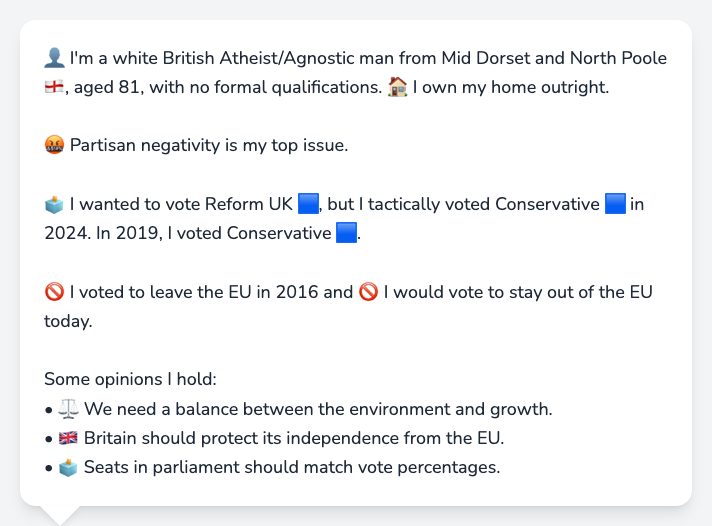 👤 I'm a white British Atheist/Agnostic man from Mid Dorset and North Poole
🏴󠁧󠁢󠁥󠁮󠁧󠁿, aged 81, with no formal qualifications. 🏠 I own my home outright.
🤬 Partisan negativity is my top issue.
🗳️ I wanted to vote Reform UK 🟦, but I tactically voted Conservative 🟦 in
2024. In 2019, I voted Conservative 🟦.
🚫 I voted to leave the EU in 2016 and 🚫 I would vote to stay out of the EU
today.
Some opinions I hold:
• ⚖️ We need a balance between the environment and growth.
• 🇬🇧 Britain should protect its independence from the EU.
• 🗳️ Seats in parliament should match vote percentages.